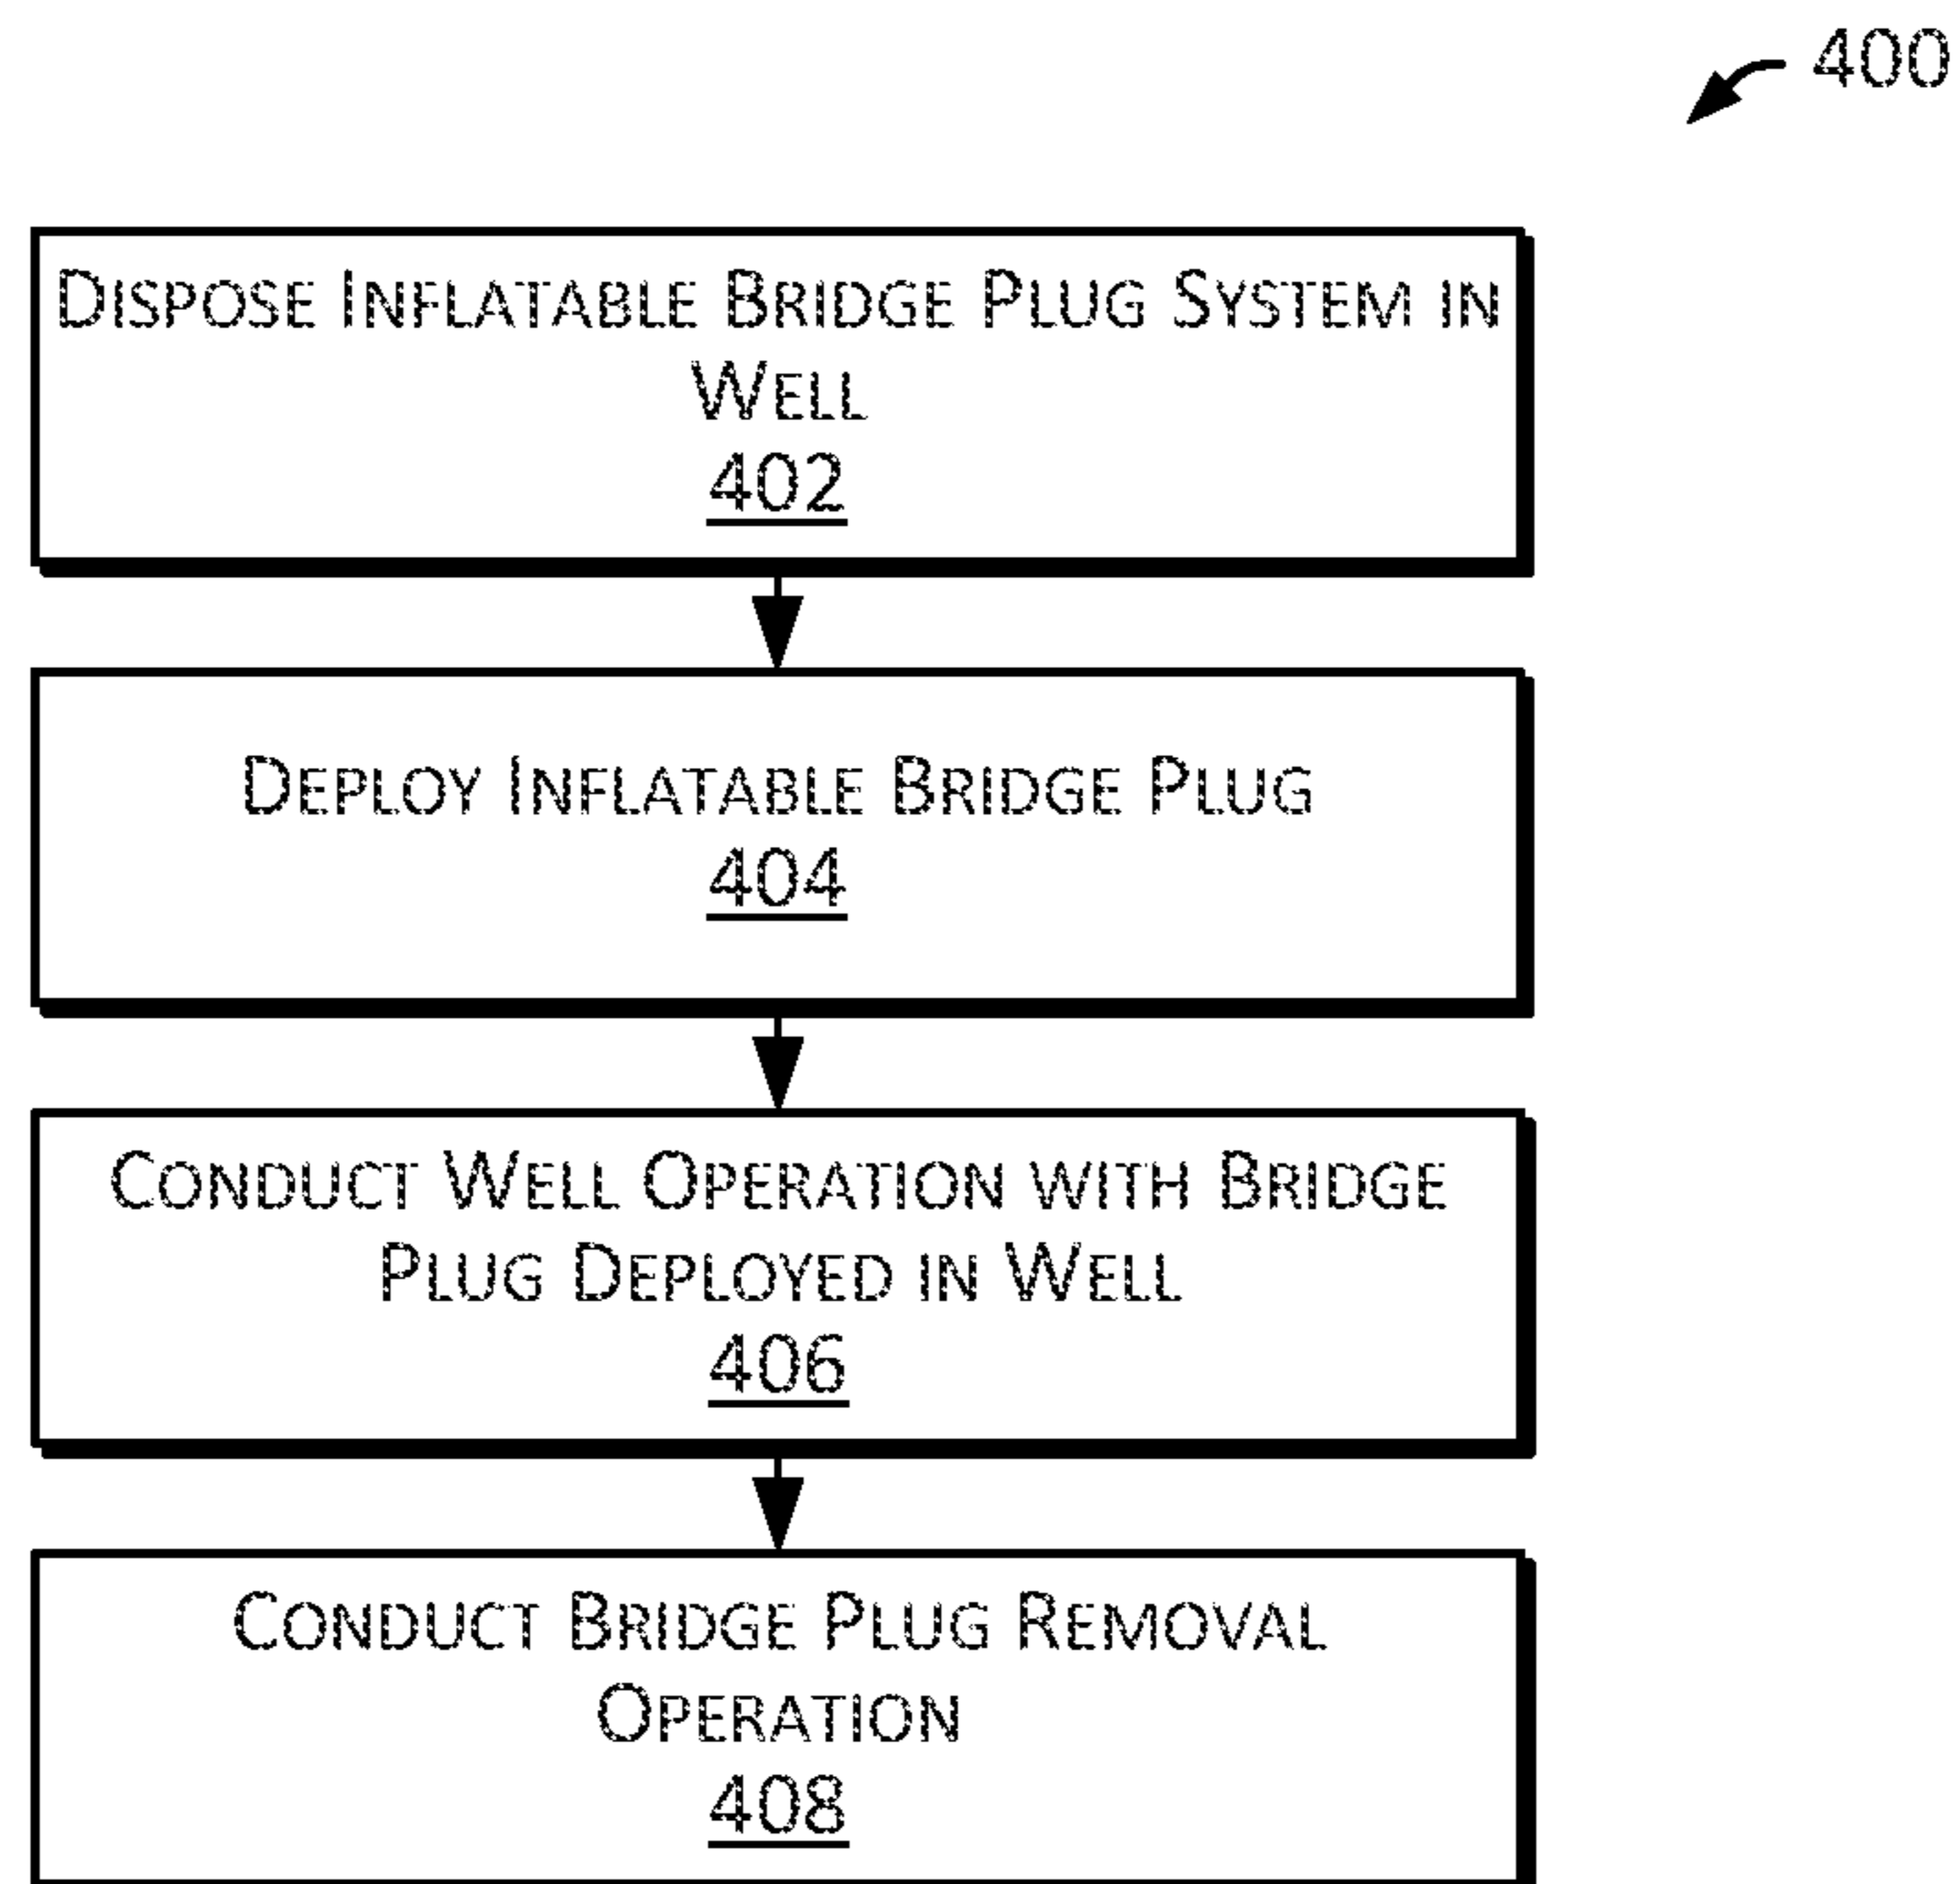 400
DISPOSE INFLATABLE BRIDGE PLUG SYSTEM IN
WELL
402
DEPLOY INFLATABLE BRIDGE PLUG
404
CONDUCT WELL OPERATION WITH BRIDGE
PLUG DEPLOYED IN WELL
406
CONDUCT BRIDGE PLUG REMOVAL
OPERATION
408